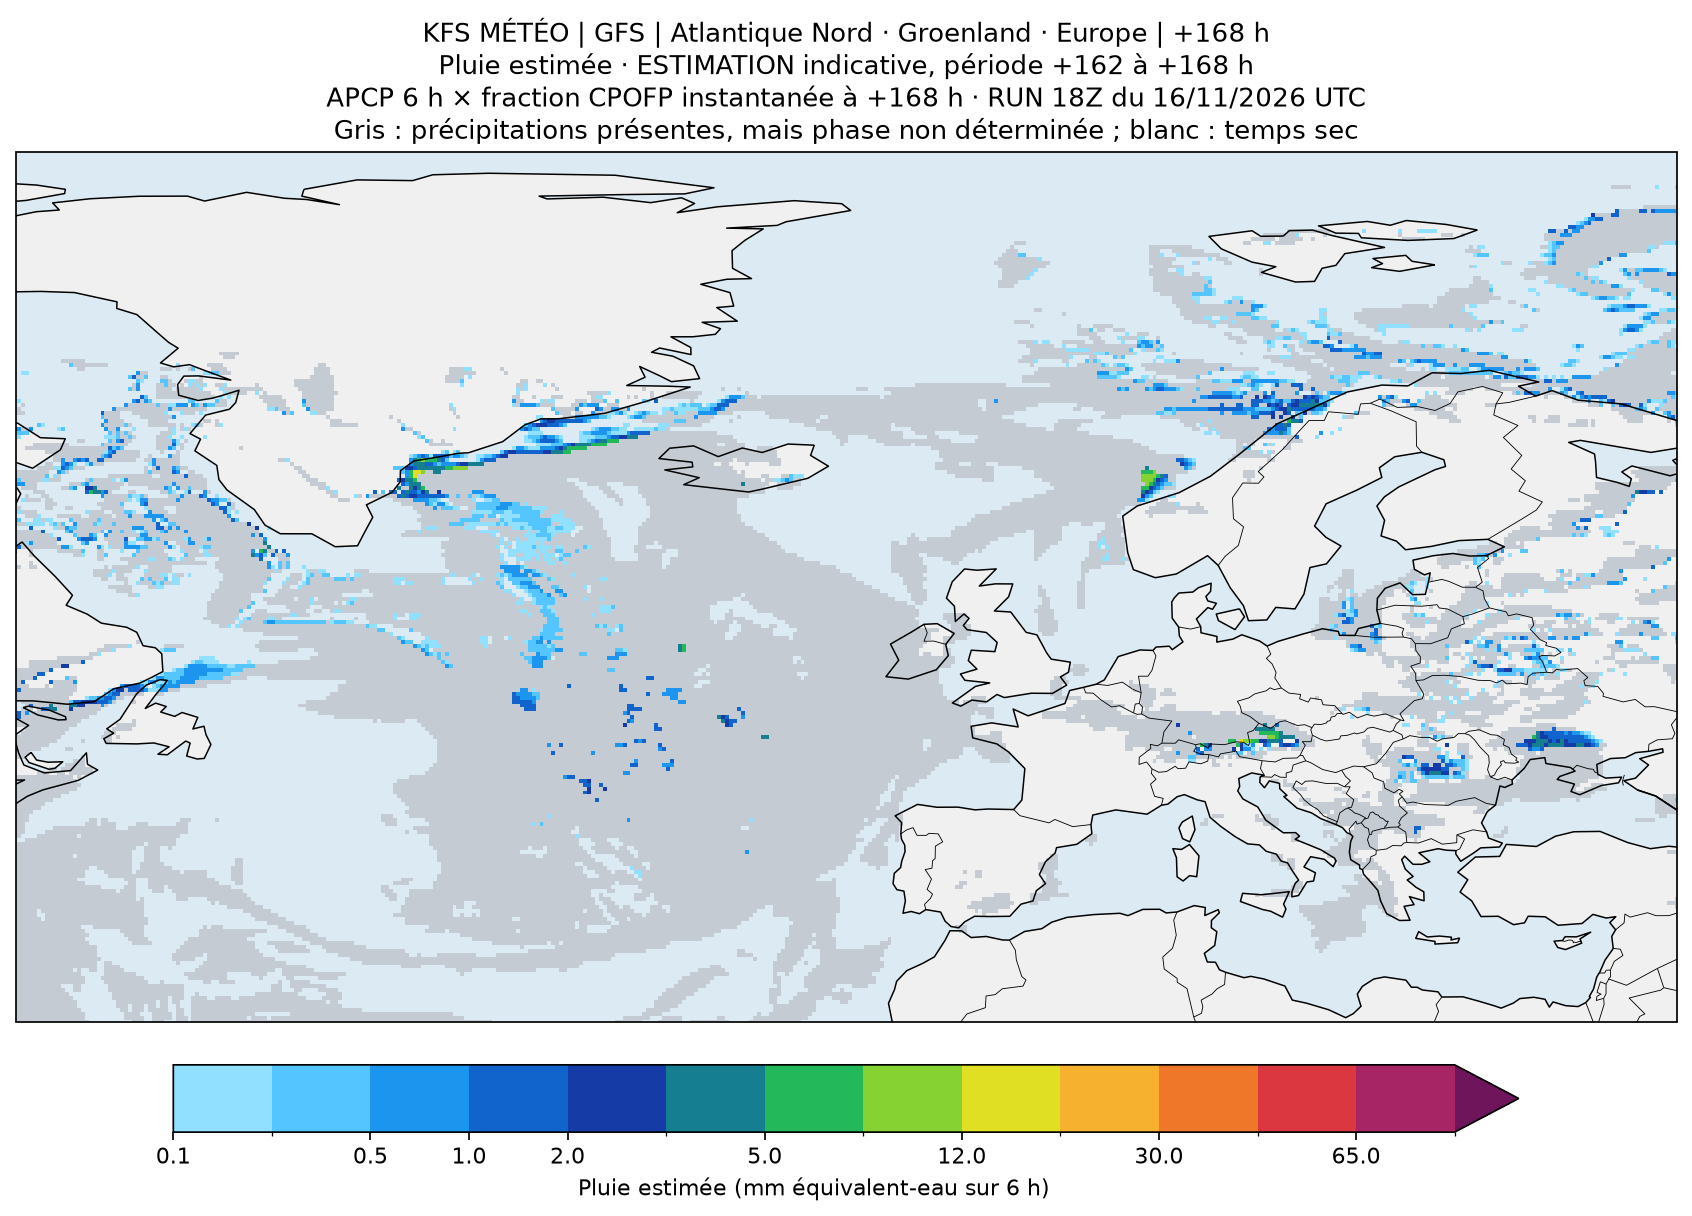 KFS MÉTÉO | GFS | Atlantique Nord · Groenland · Europe | +168 h
Pluie estimée · ESTIMATION indicative, période +162 à +168 h
APCP 6 h × fraction CPOFP instantanée à +168 h · RUN 18Z du 16/11/2026 UTC
Gris : précipitations présentes, mais phase non déterminée ; blanc : temps sec
0.1 0.5 1.0 2.0 5.0 12.0 30.0 65.0
Pluie estimée (mm équivalent-eau sur 6 h)